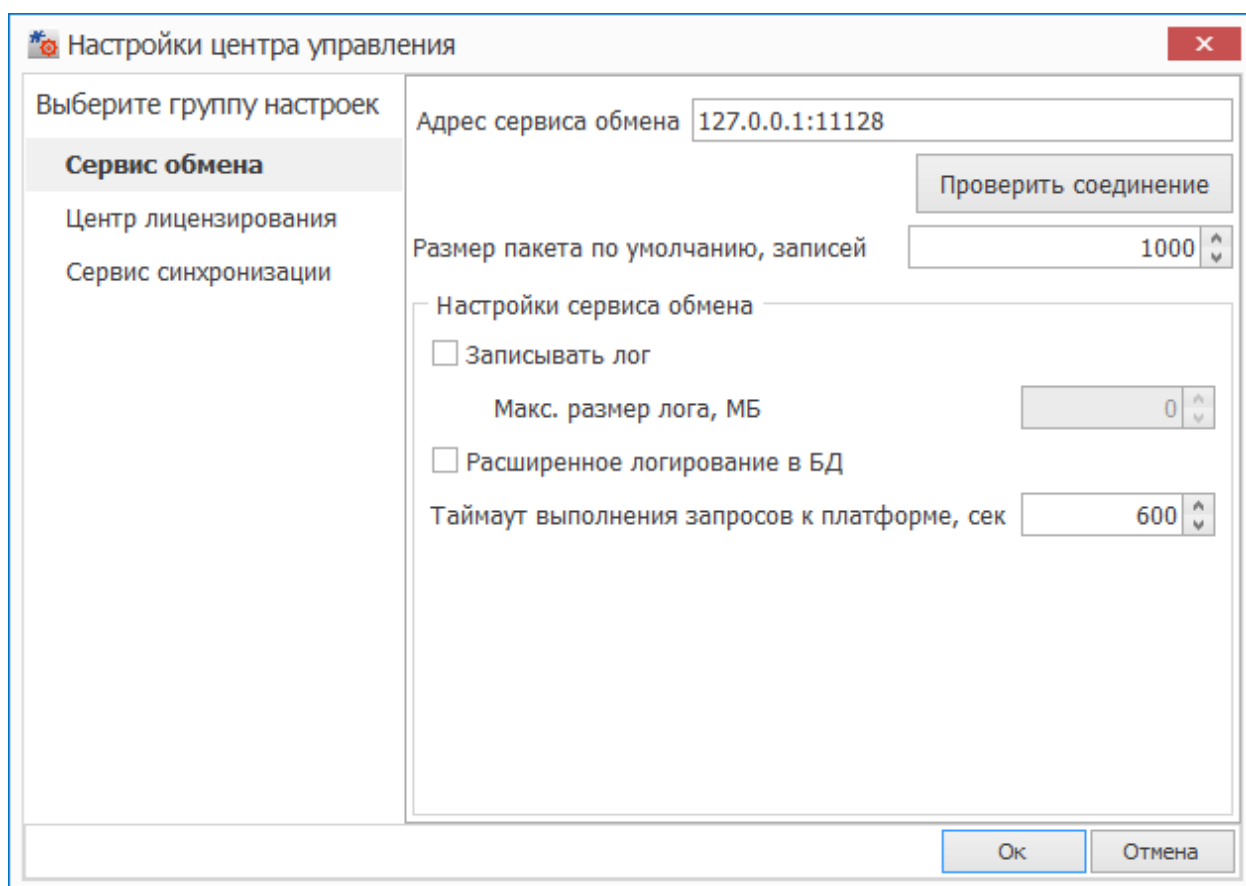 Настройки центра управления
Выберите группу настроек
Сервис обмена
Центр лицензирования
Сервис синхронизации
Адрес сервиса обмена 127.0.0.1:11128
Проверить соединение
Размер пакета по умолчанию, записей 1000
Настройки сервиса обмена
Записывать лог
Макс. размер лога, МБ 0
Расширенное логирование в БД
Таймаут выполнения запросов к платформе, сек 600
Ок Отмена